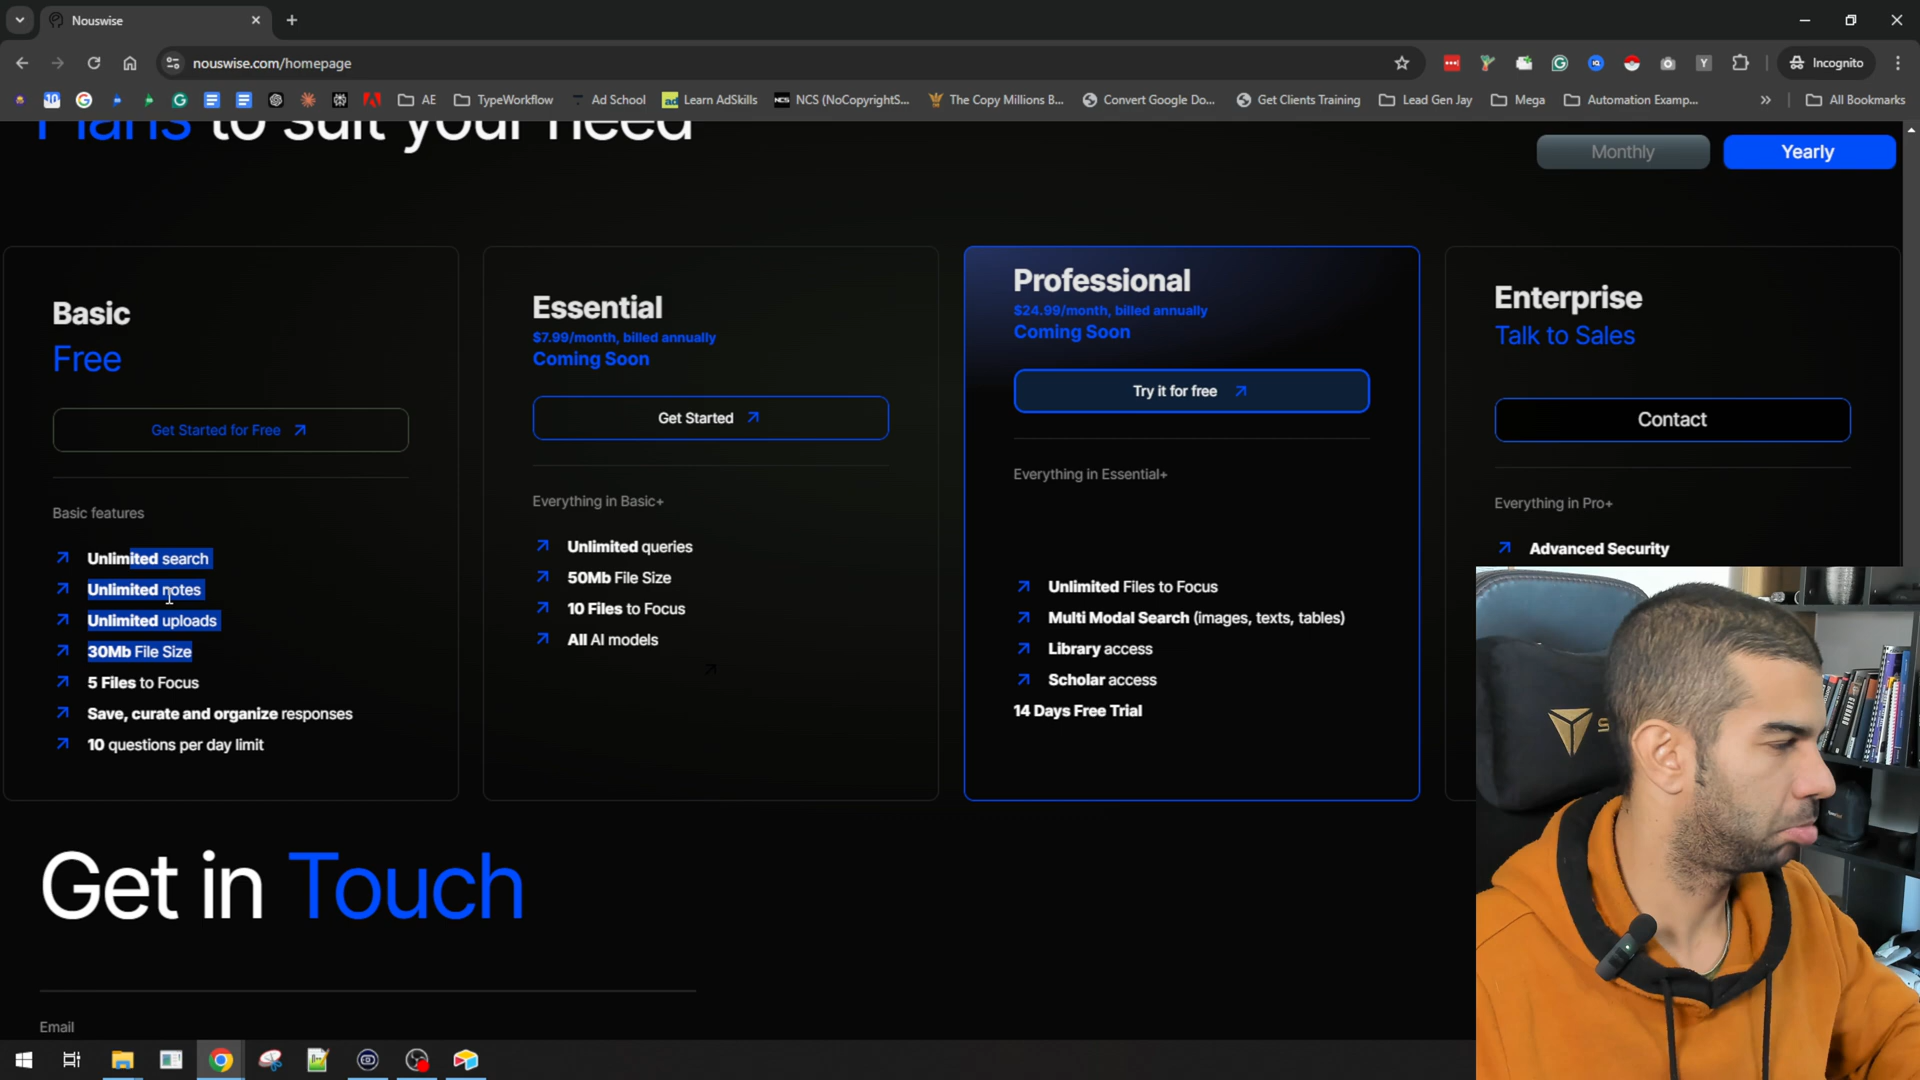 Nouswise
nouswise.com/homepage
Incognito
AE
TypeWorkflow
Ad School
Learn AdSkills
NCS (NoCopyrightS...
The Copy Millions B...
Convert Google Do...
Get Clients Training
Lead Gen Jay
Mega
Automation Examp...
All Bookmarks
Plans to suit your need
Monthly
Yearly
Basic
Free
Get Started for Free
Basic features
Unlimited search
Unlimited notes
Unlimited uploads
30Mb File Size
5 Files to Focus
Save, curate and organize responses
10 questions per day limit
Essential
$7.99/month, billed annually
Coming Soon
Get Started
Everything in Basic+
Unlimited queries
50Mb File Size
10 Files to Focus
All AI models
Professional
$24.99/month, billed annually
Coming Soon
Try it for free
Everything in Essential+
Unlimited Files to Focus
Multi Modal Search (images, texts, tables)
Library access
Scholar access
14 Days Free Trial
Enterprise
Talk to Sales
Contact
Everything in Pro+
Advanced Security
Get in Touch
Email